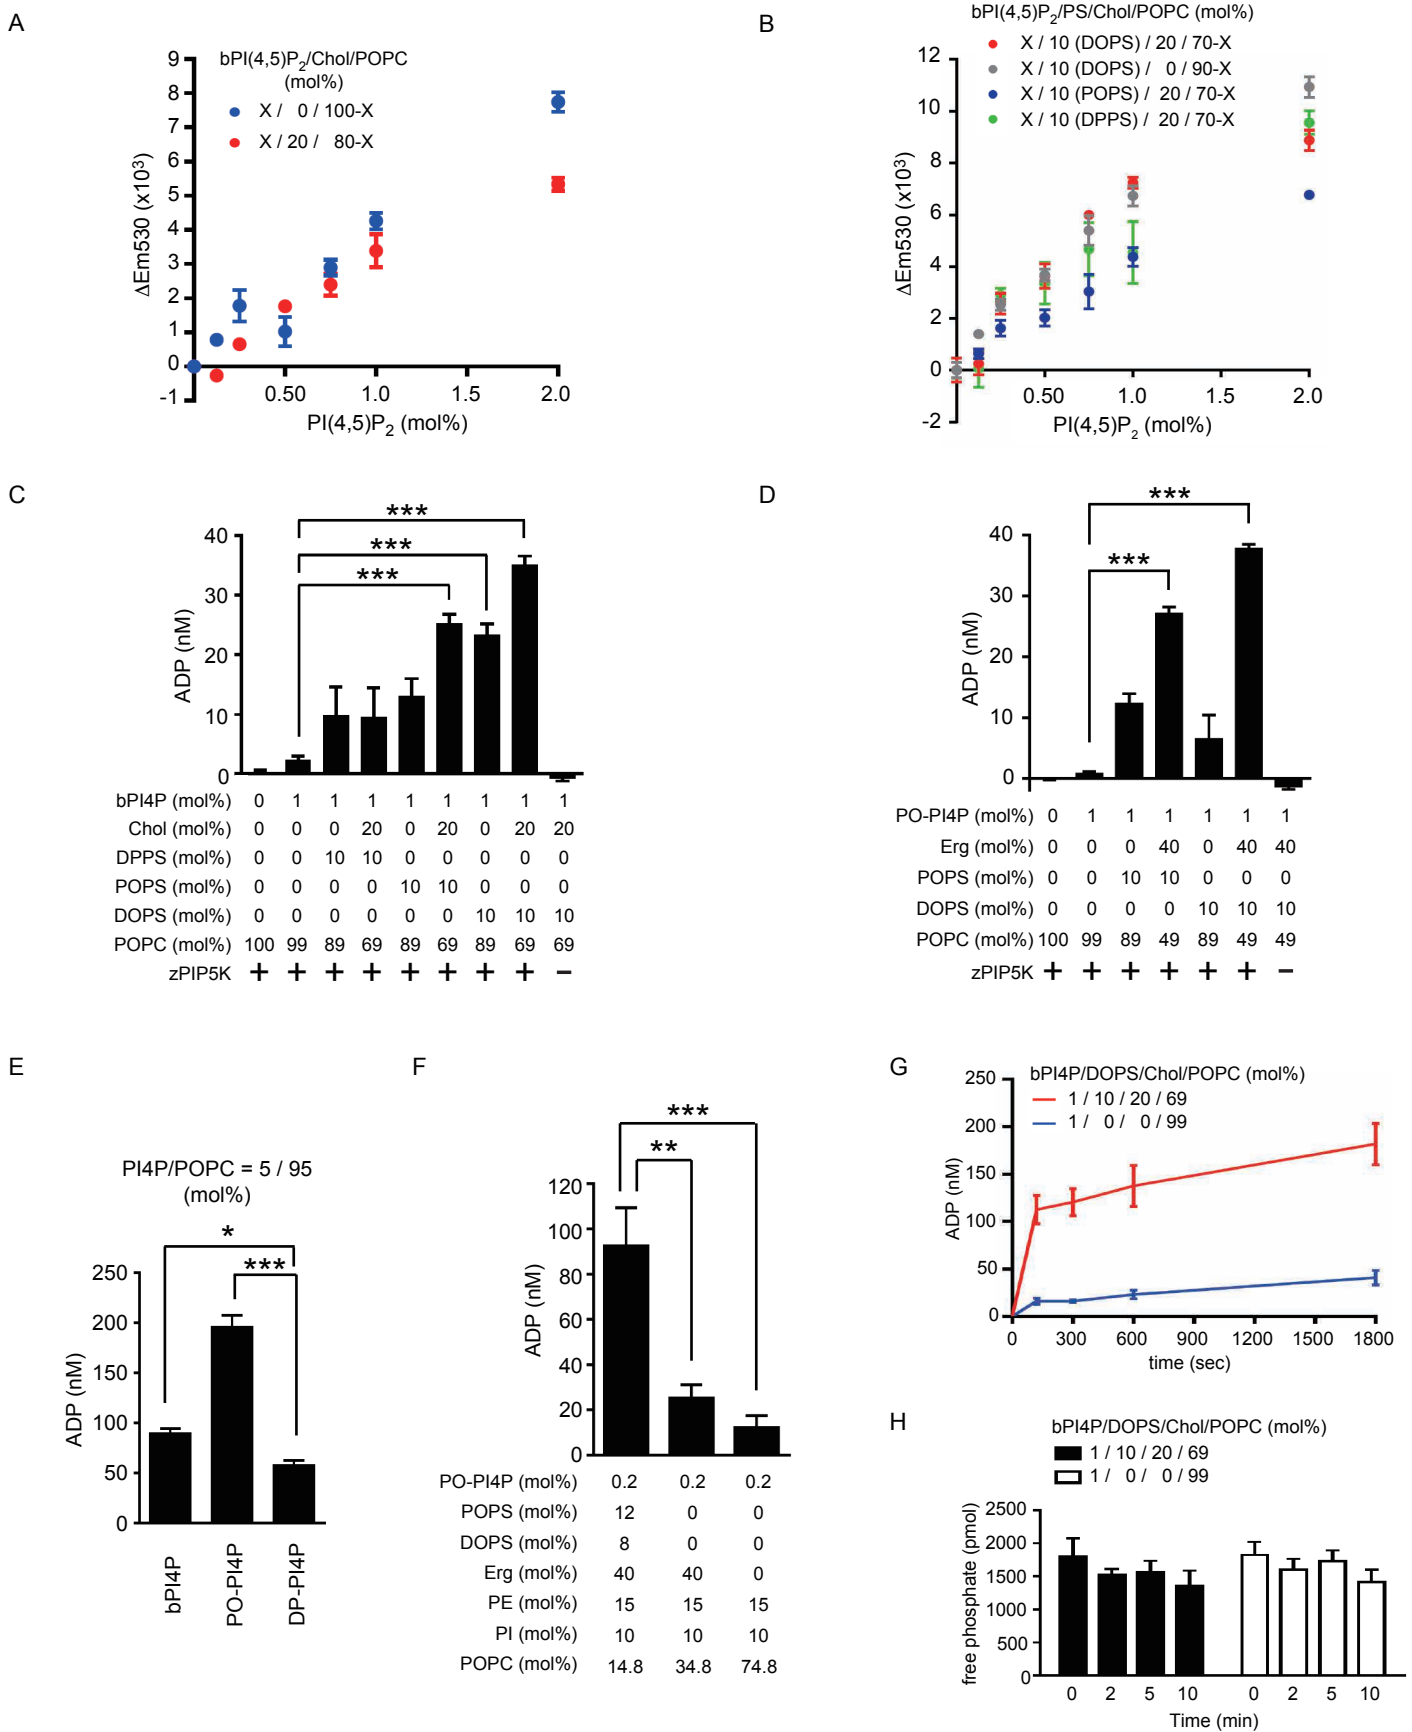 A
bPI(4,5)P2/Chol/POPC
(mol%)
X / 0 / 100-X
X / 20 / 80-X
ΔEm530 (x10³)
9
8
7
6
5
4
3
2
1
0
-1
0.50 1.0 1.5 2.0
PI(4,5)P2 (mol%)
B
bPI(4,5)P2/PS/Chol/POPC (mol%)
X / 10 (DOPS) / 20 / 70-X
X / 10 (DOPS) / 0 / 90-X
X / 10 (POPS) / 20 / 70-X
X / 10 (DPPS) / 20 / 70-X
ΔEm530 (x10³)
12
10
8
6
4
2
0
-2
0.50 1.0 1.5 2.0
PI(4,5)P2 (mol%)
C
***
***
***
ADP (nM)
40
30
20
10
0
bPI4P (mol%) 0 1 1 1 1 1 1 1 1
Chol (mol%) 0 0 0 20 0 20 0 20 20
DPPS (mol%) 0 0 10 10 0 0 0 0 0
POPS (mol%) 0 0 0 0 10 10 0 0 0
DOPS (mol%) 0 0 0 0 0 0 10 10 10
POPC (mol%) 100 99 89 69 89 69 89 69 69
zPIP5K + + + + + + + + −
D
***
***
ADP (nM)
40
30
20
10
0
PO-PI4P (mol%) 0 1 1 1 1 1 1
Erg (mol%) 0 0 0 40 0 40 40
POPS (mol%) 0 0 10 10 0 0 0
DOPS (mol%) 0 0 0 0 10 10 10
POPC (mol%) 100 99 89 49 89 49 49
zPIP5K + + + + + + −
E
PI4P/POPC = 5 / 95
(mol%)
*
***
ADP (nM)
250
200
150
100
50
0
bPI4P
PO-PI4P
DP-PI4P
F
***
**
ADP (nM)
120
100
80
60
40
20
0
PO-PI4P (mol%) 0.2 0.2 0.2
POPS (mol%) 12 0 0
DOPS (mol%) 8 0 0
Erg (mol%) 40 40 0
PE (mol%) 15 15 15
PI (mol%) 10 10 10
POPC (mol%) 14.8 34.8 74.8
G
bPI4P/DOPS/Chol/POPC (mol%)
1 / 10 / 20 / 69
1 / 0 / 0 / 99
ADP (nM)
250
200
150
100
50
0
0 300 600 900 1200 1500 1800
time (sec)
H
bPI4P/DOPS/Chol/POPC (mol%)
1 / 10 / 20 / 69
1 / 0 / 0 / 99
free phosphate (pmol)
2500
2000
1500
1000
500
0
0 2 5 10 0 2 5 10
Time (min)